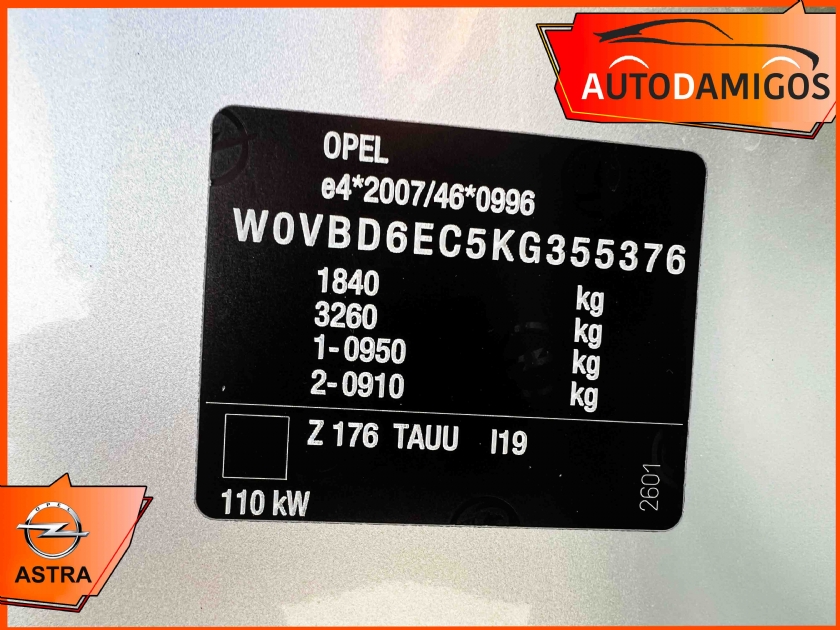 AUTODAMIGOS
OPEL
e4*2007/46*0996
W0VBD6EC5KG355376
1840 kg
3260 kg
1-0950 kg
2-0910 kg
Z 176 TAUU I19
2601
110 kW
OPEL
ASTRA